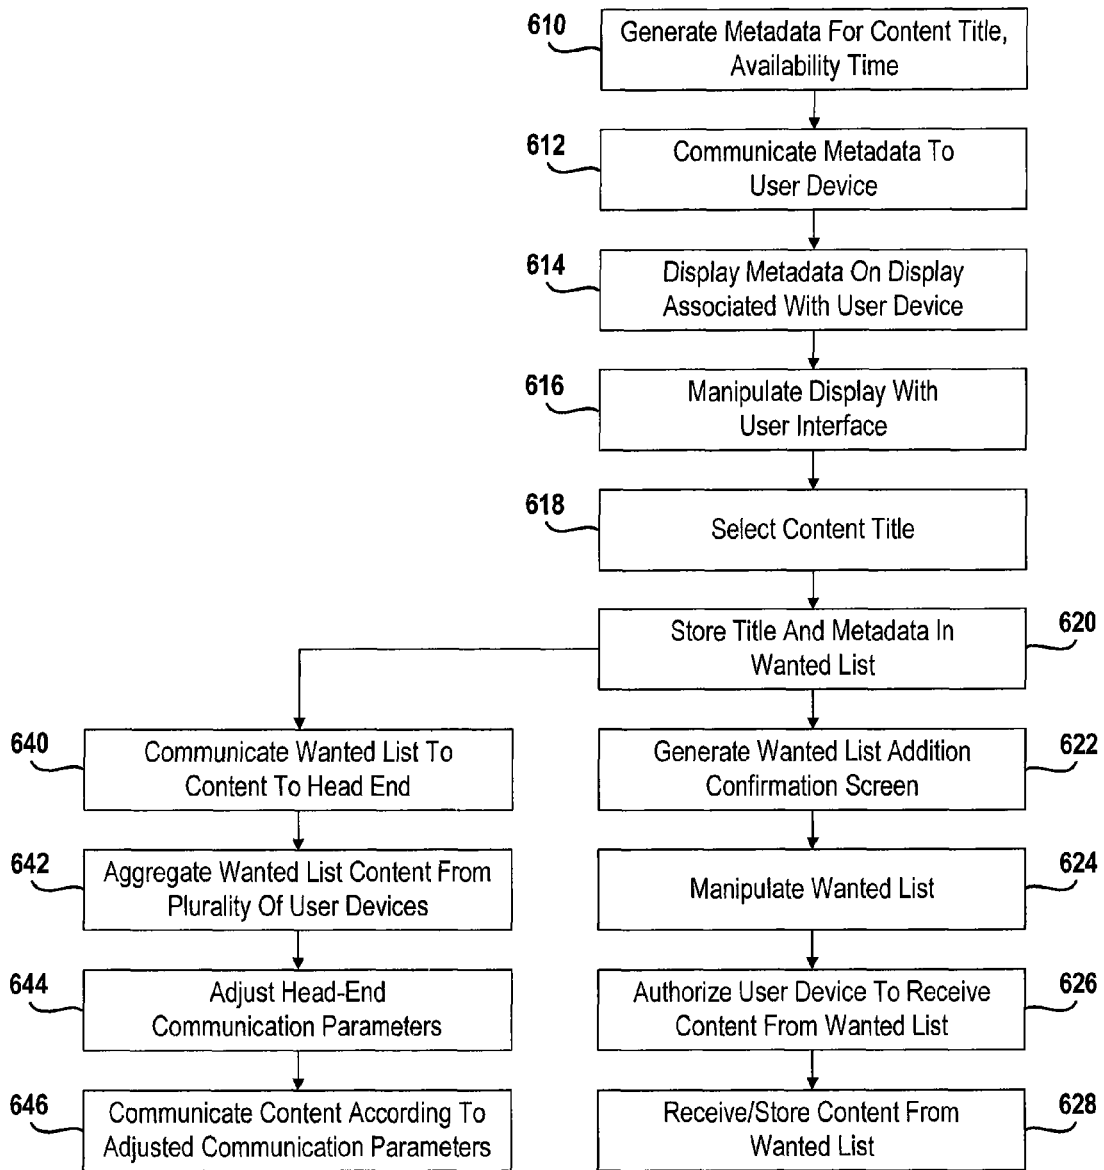 610
Generate Metadata For Content Title,
Availability Time
612
Communicate Metadata To
User Device
614
Display Metadata On Display
Associated With User Device
616
Manipulate Display With
User Interface
618
Select Content Title
620
Store Title And Metadata In
Wanted List
640
Communicate Wanted List To
Content To Head End
622
Generate Wanted List Addition
Confirmation Screen
642
Aggregate Wanted List Content From
Plurality Of User Devices
624
Manipulate Wanted List
644
Adjust Head-End
Communication Parameters
626
Authorize User Device To Receive
Content From Wanted List
646
Communicate Content According To
Adjusted Communication Parameters
628
Receive/Store Content From
Wanted List